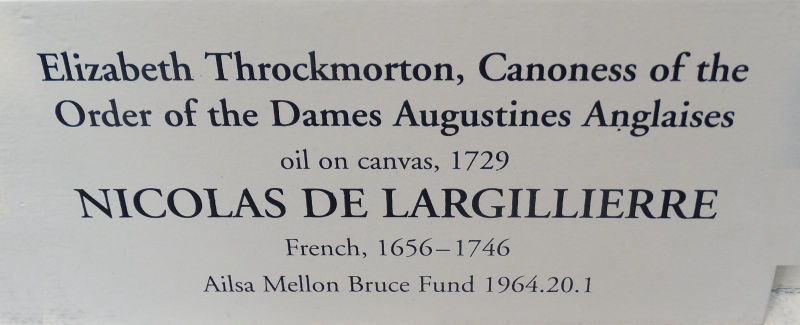 Elizabeth Throckmorton, Canoness of the
Order of the Dames Augustines Anglaises
oil on canvas, 1729
NICOLAS DE LARGILLIERRE
French, 1656–1746
Ailsa Mellon Bruce Fund 1964.20.1